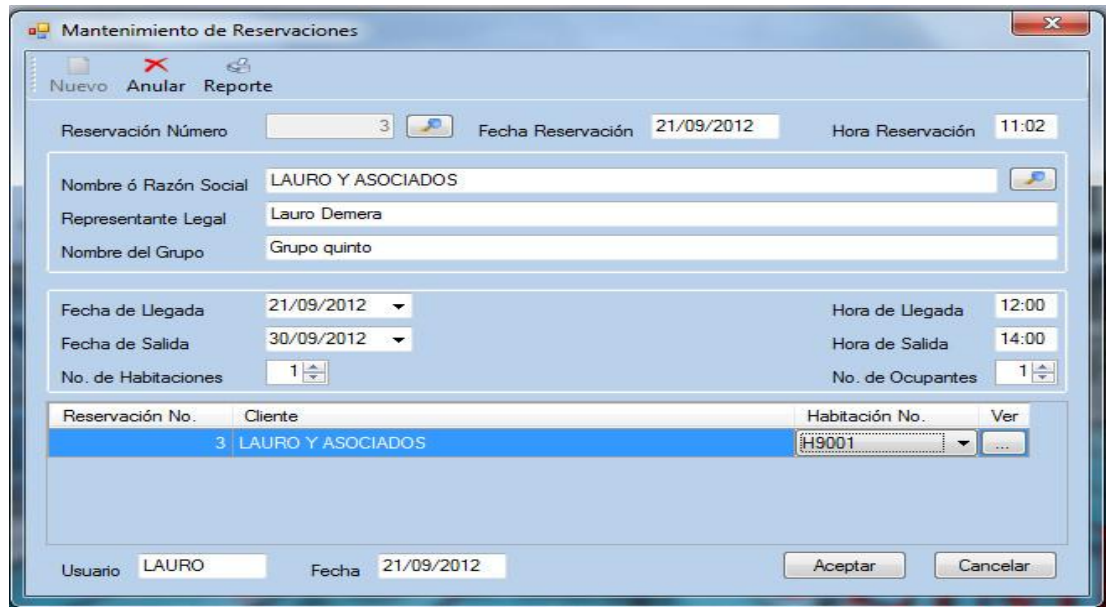 Mantenimiento de Reservaciones
Nuevo Anular Reporte
Reservación Número 3 Fecha Reservación 21/09/2012 Hora Reservación 11:02
Nombre ó Razón Social LAURO Y ASOCIADOS
Representante Legal Lauro Demera
Nombre del Grupo Grupo quinto
Fecha de Llegada 21/09/2012 Hora de Llegada 12:00
Fecha de Salida 30/09/2012 Hora de Salida 14:00
No. de Habitaciones 1 No. de Ocupantes 1
Reservación No. Cliente Habitación No. Ver
3 LAURO Y ASOCIADOS H9001 ...
Usuario LAURO Fecha 21/09/2012 Aceptar Cancelar